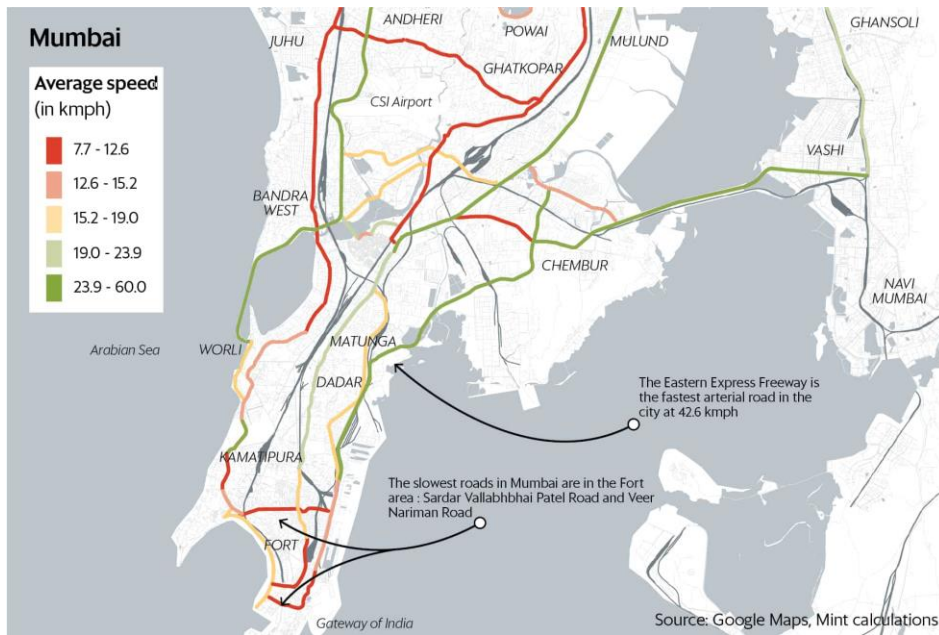 Mumbai
Average speed
(in kmph)
7.7 - 12.6
12.6 - 15.2
15.2 - 19.0
19.0 - 23.9
23.9 - 60.0
JUHU
ANDHERI
POWAI
GHATKOPAR
MULUND
GHANSOLI
CSI Airport
VASHI
BANDRA
WEST
CHEMBUR
NAVI
MUMBAI
Arabian Sea
WORLI
MATUNGA
DADAR
The Eastern Express Freeway is
the fastest arterial road in the
city at 42.6 kmph
KAMATIPURA
The slowest roads in Mumbai are in the Fort
area : Sardar Vallabhbhai Patel Road and Veer
Nariman Road
FORT
Gateway of India
Source: Google Maps, Mint calculations